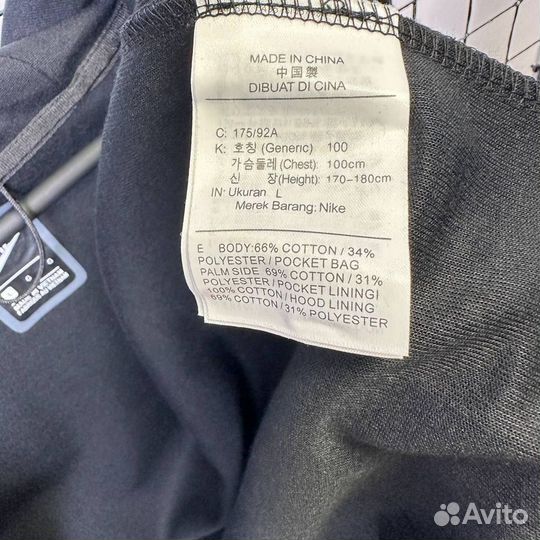 MADE IN CHINA
中国製
DIBUAT DI CINA
C: 175/92A
K: 호칭 (Generic) 100
가슴둘레 (Chest): 100cm
신 장(Height): 170-180cm
IN: Ukuran L
Merek Barang: Nike
E BODY:66% COTTON/34%
POLYESTER/POCKET BAG
PALM SIDE 69% COTTON/31%
POLYESTER/POCKET LININGI
100% COTTON/HOOD LINING
69% COTTON/31% POLYESTER
Avito